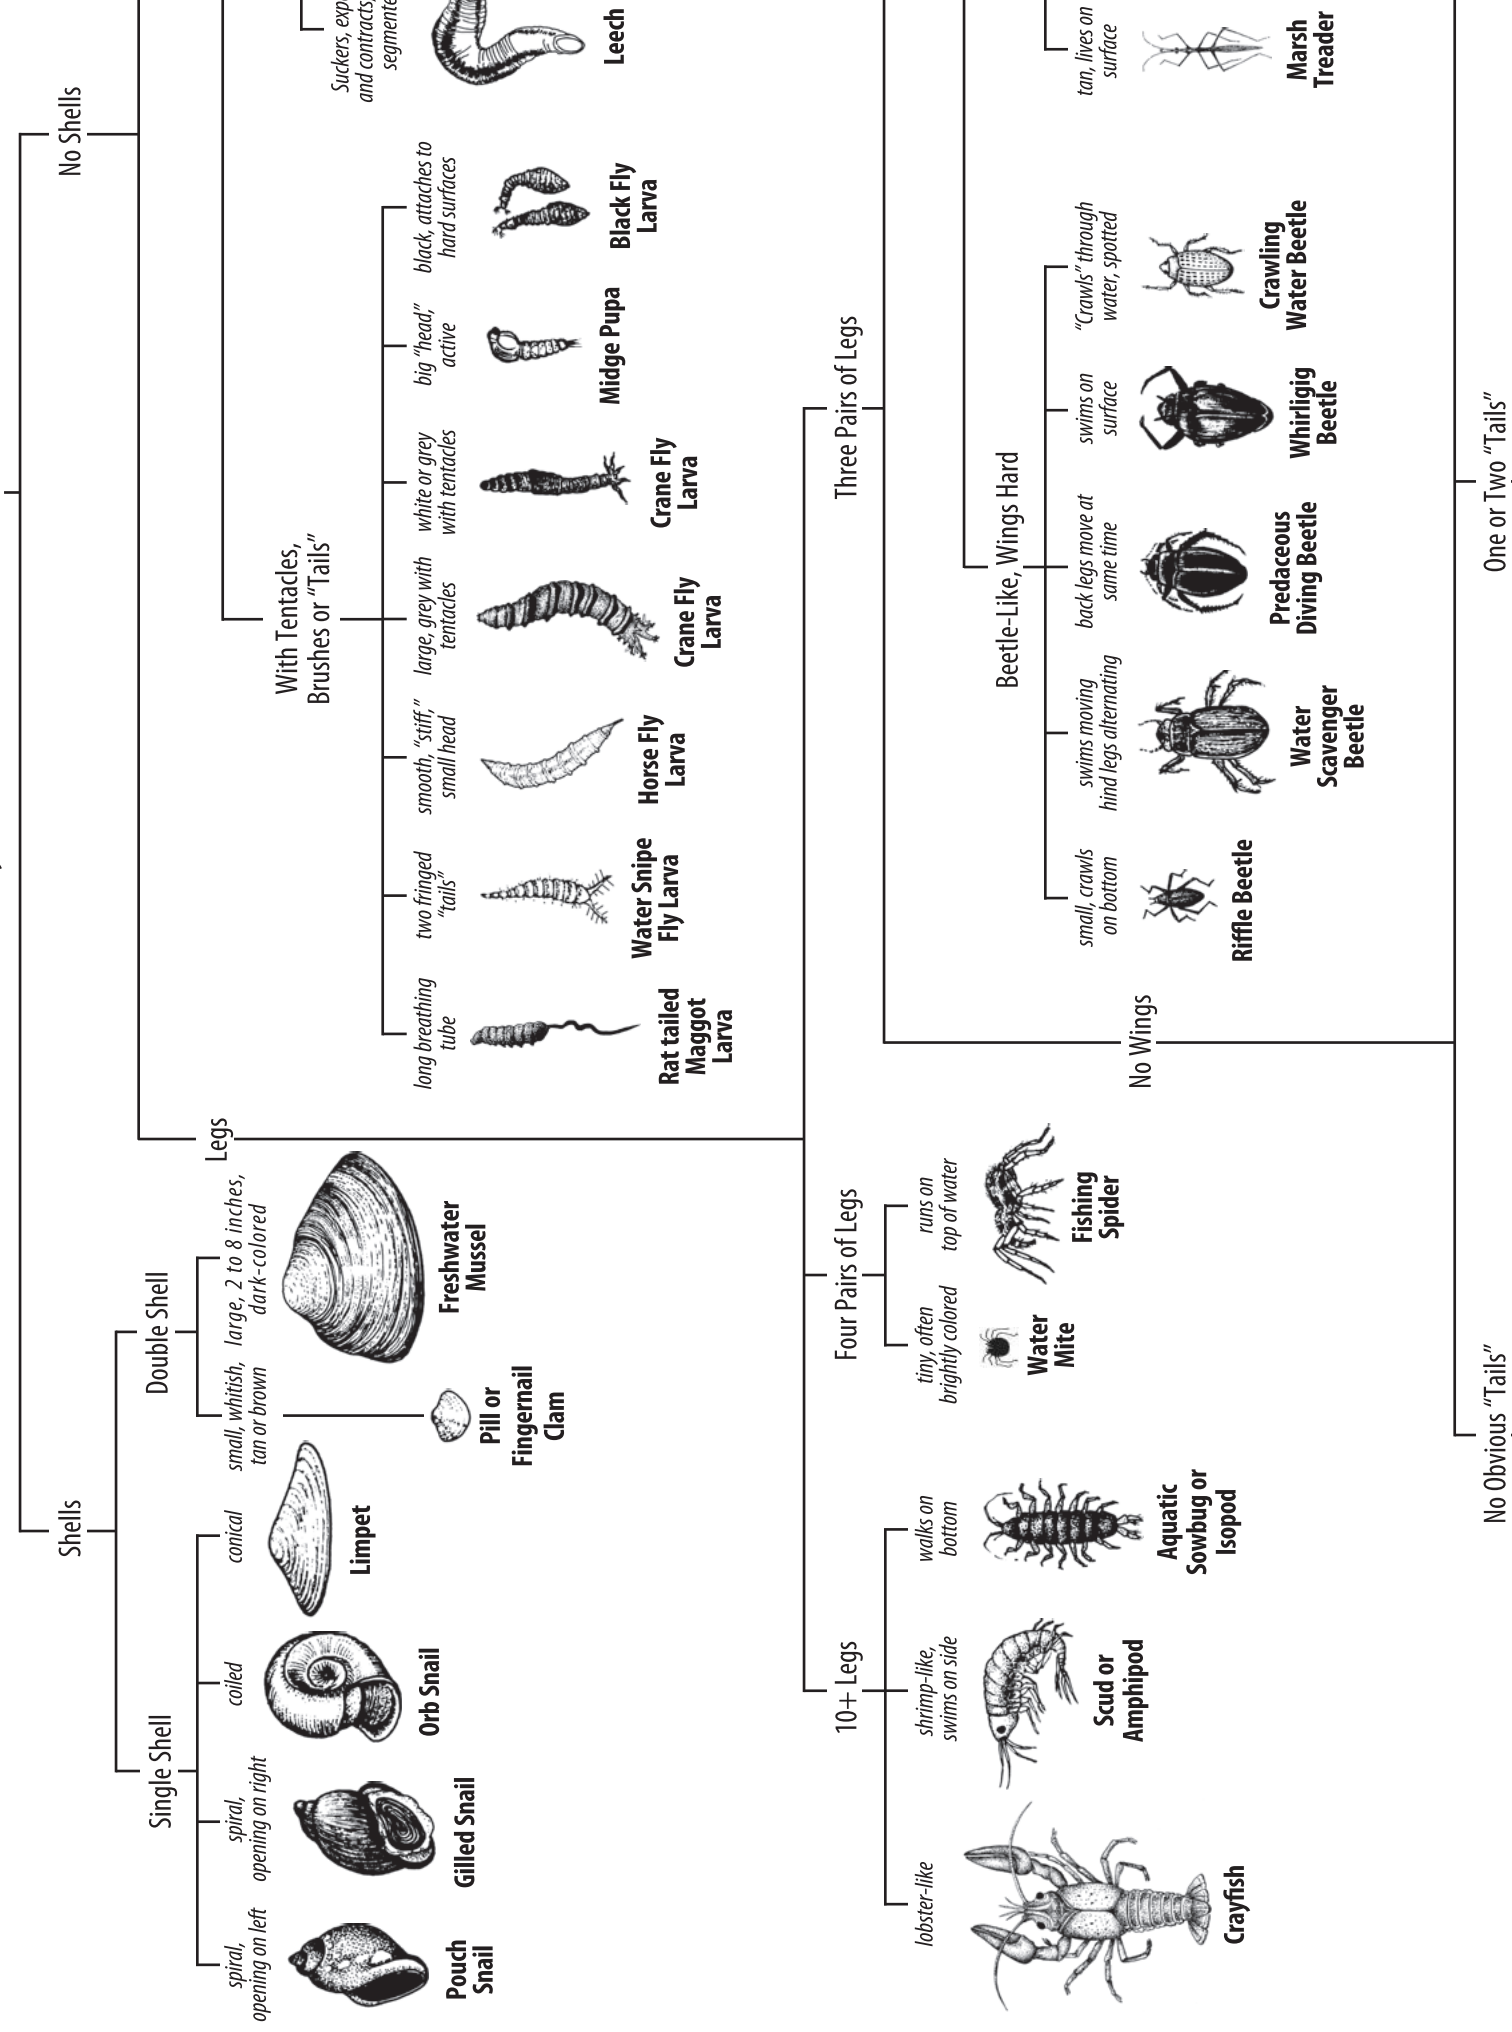 Shells
No Shells
Single Shell
Double Shell
spiral,
opening on left
Pouch
Snail
spiral,
opening on right
Gilled Snail
coiled
Orb Snail
conical
Limpet
small, whitish,
tan or brown
Pill or
Fingernail
Clam
large, 2 to 8 inches,
dark-colored
Freshwater
Mussel
Legs
With Tentacles,
Brushes or “Tails”
long breathing
tube
Rat tailed
Maggot
Larva
two fringed
“tails”
Water Snipe
Fly Larva
smooth, “stiff,”
small head
Horse Fly
Larva
large, grey with
tentacles
Crane Fly
Larva
white or grey
with tentacles
Crane Fly
Larva
big “head,”
active
Midge Pupa
black, attaches to
hard surfaces
Black Fly
Larva
Suckers,
and contracts,
Leech
10+ Legs
lobster-like
Crayfish
shrimp-like,
swims on side
Scud or
Amphipod
walks on
bottom
Aquatic
Sowbug or
Isopod
Four Pairs of Legs
tiny, often
brightly colored
Water
Mite
runs on
top of water
Fishing
Spider
Three Pairs of Legs
No Wings
Beetle-Like, Wings Hard
small, crawls
on bottom
Riffle Beetle
swims moving
hind legs alternating
Water
Scavenger
Beetle
back legs move at
same time
Predaceous
Diving Beetle
swims on
surface
Whirligig
Beetle
“Crawls” through
water, spotted
Crawling
Water Beetle
tan, lives on
surface
Marsh
Treader
No Obvious “Tails”
One or Two “Tails”